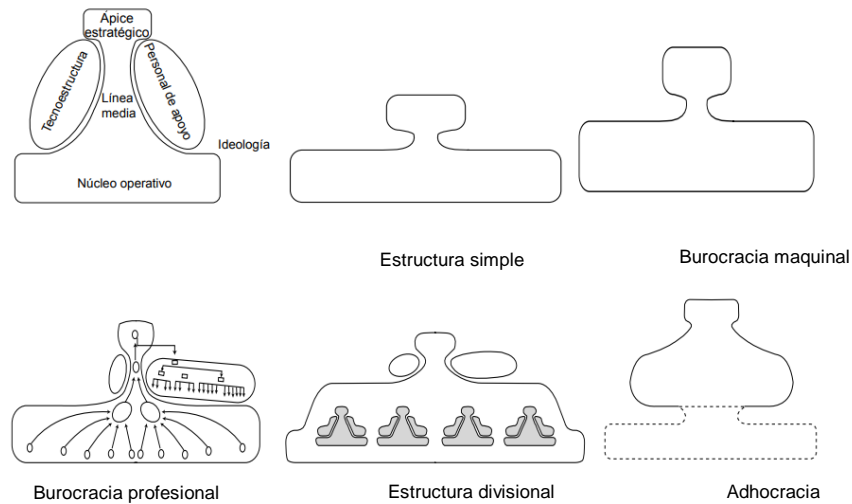 Ápice
estratégico
Tecnoestructura
Línea
media
Personal de apoyo
Ideología
Núcleo operativo
Estructura simple
Burocracia maquinal
Burocracia profesional
Estructura divisional
Adhocracia